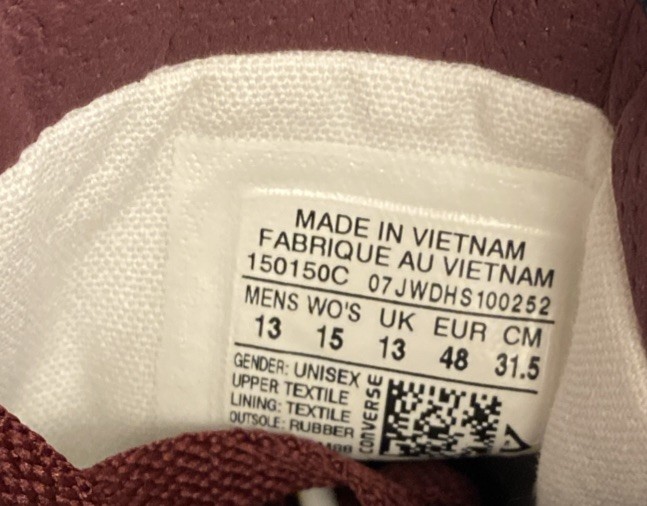 MADE IN VIETNAM
FABRIQUE AU VIETNAM
150150C 07JWDHS100252
MENS WO'S UK EUR CM
13 15 13 48 31.5
GENDER: UNISEX
UPPER TEXTILE
LINING: TEXTILE
OUTSOLE: RUBBER
CONVERSE